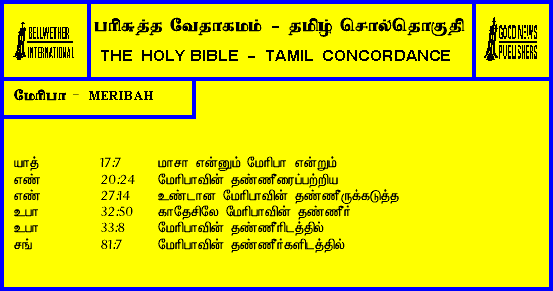 BELLWETHER
INTERNATIONAL
பரிசுத்த வேதாகமம் - தமிழ் சொல்தொகுதி
THE HOLY BIBLE - TAMIL CONCORDANCE
GOOD NEWS
PUBLISHERS
மேரிபா - MERIBAH
யாத் 17:7 மாசா என்னும் மேரிபா என்றும்
எண் 20:24 மேரிபாவின் தண்ணீரைப்பற்றிய
எண் 27:14 உண்டான மேரிபாவின் தண்ணீருக்கடுத்த
உபா 32:50 காதேசிலே மேரிபாவின் தண்ணீர்
உபா 33:8 மேரிபாவின் தண்ணீரிடத்தில்
சங் 81:7 மேரிபாவின் தண்ணீர்களிடத்தில்